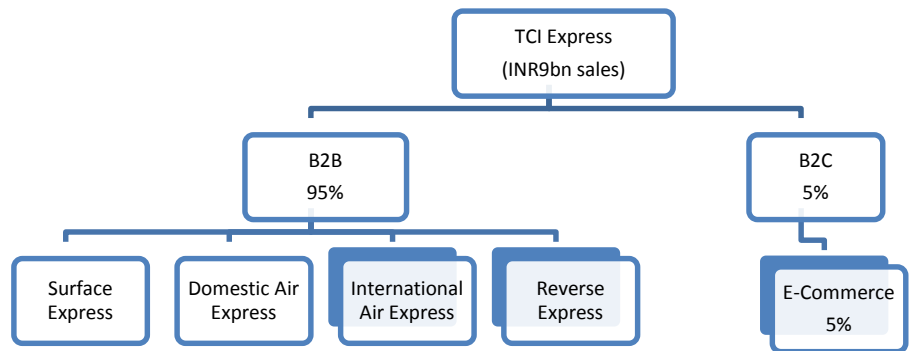 TCI Express
(INR9bn sales)
B2B
95%
B2C
5%
Surface
Express
Domestic Air
Express
International
Air Express
Reverse
Express
E-Commerce
5%